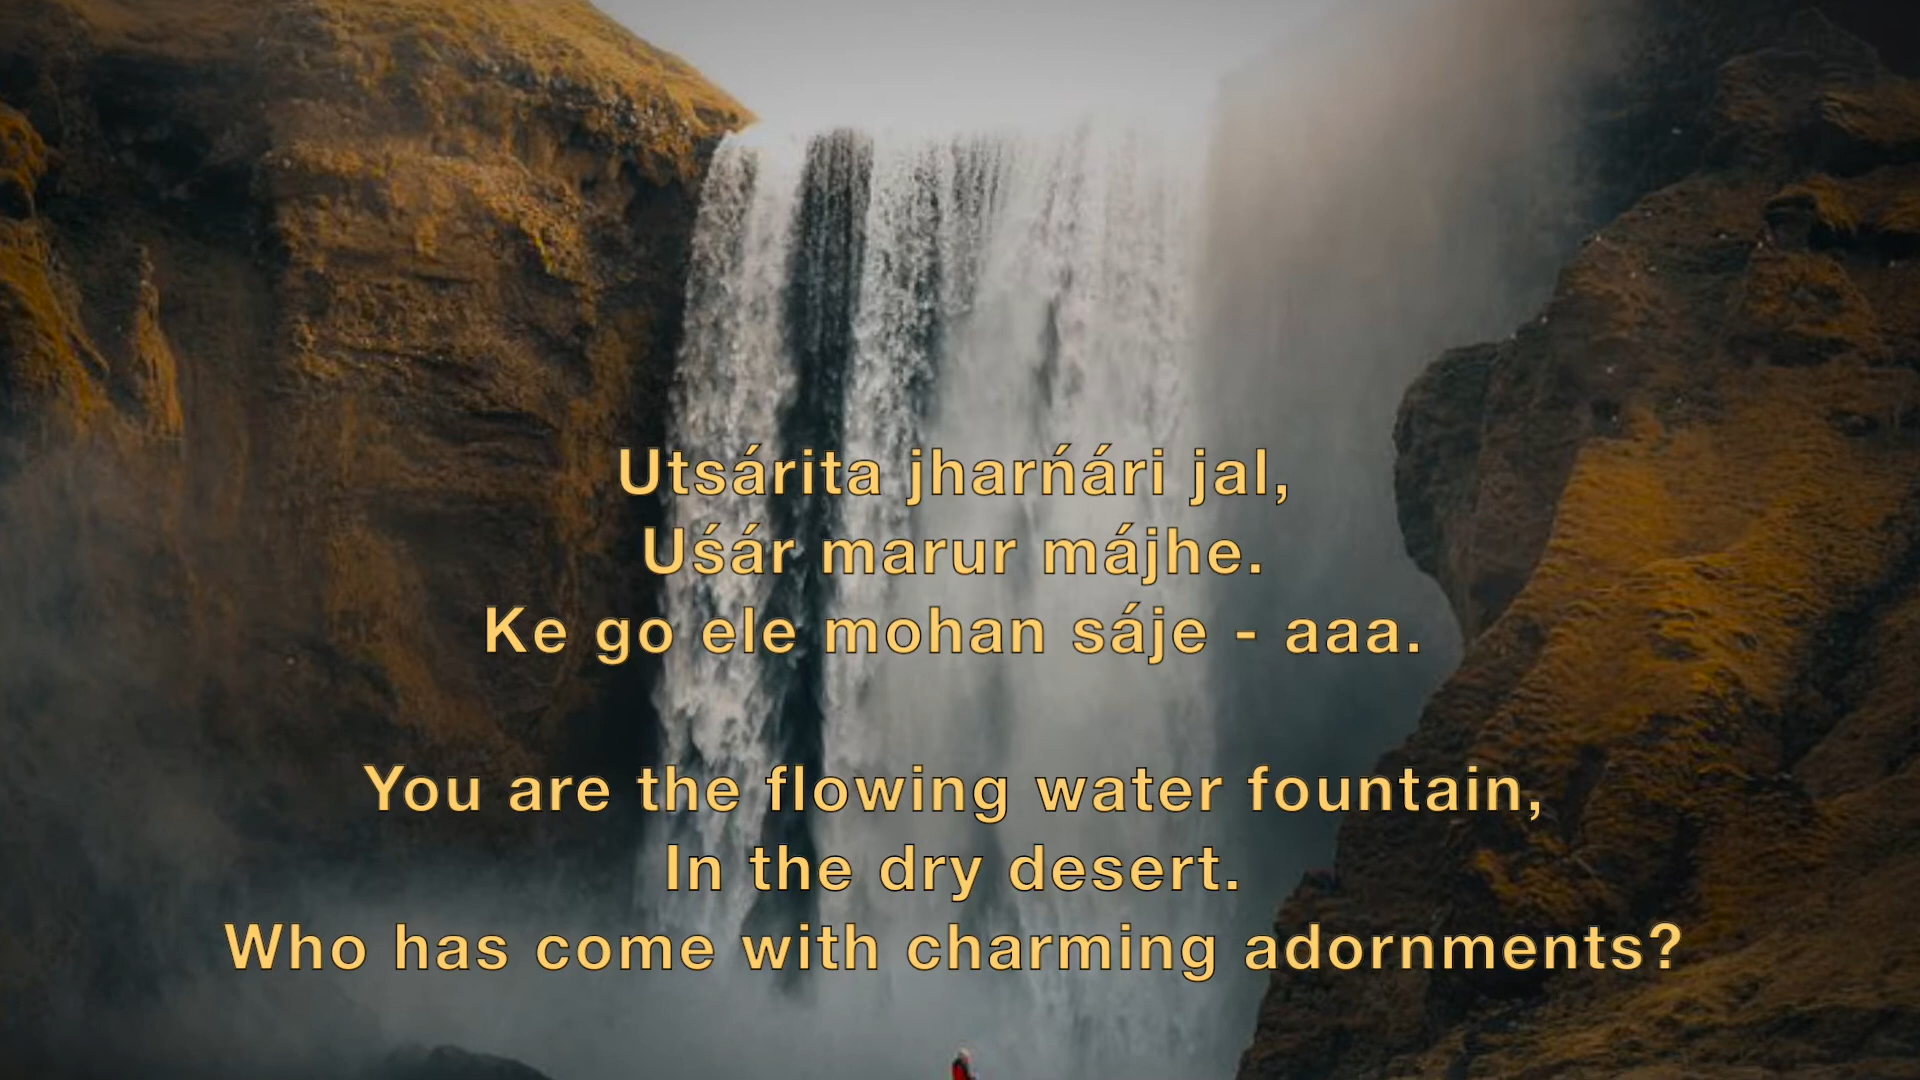 Utsárita jharńári jal,
Uśár marur májhe.
Ke go ele mohan sáje - aaa.
You are the flowing water fountain,
In the dry desert.
Who has come with charming adornments?